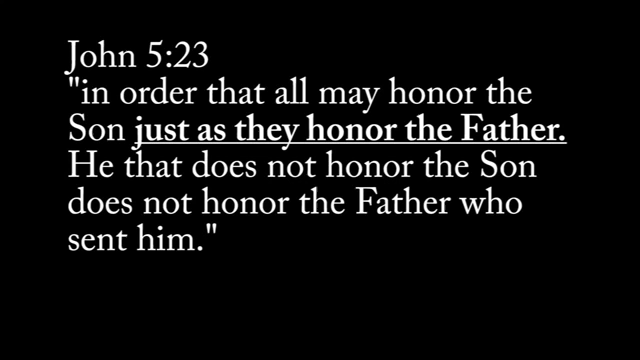 John 5:23
"in order that all may honor the
Son just as they honor the Father.
He that does not honor the Son
does not honor the Father who
sent him."